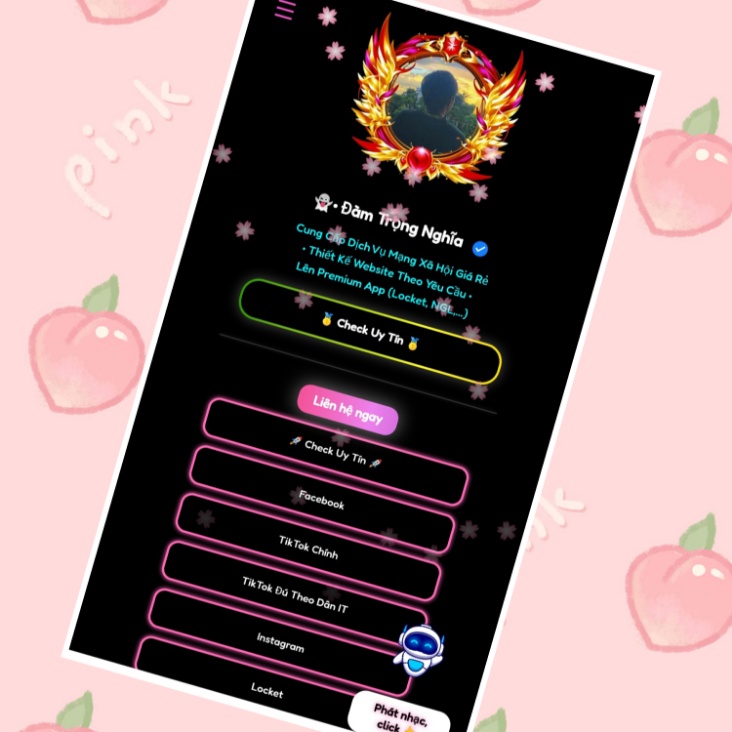 pink
👻• Đàm Trọng Nghĩa
Cung Cấp Dịch Vụ Mạng Xã Hội Giá Rẻ
• Thiết Kế Website Theo Yêu Cầu •
Lên Premium App (Locket, NGL,...)
🥇 Check Uy Tín 🥇
Liên hệ ngay
🚀 Check Uy Tín 🚀
Facebook
TikTok Chính
TikTok Đú Theo Dân IT
Instagram
Locket
Phát nhạc,
click 👆
nk